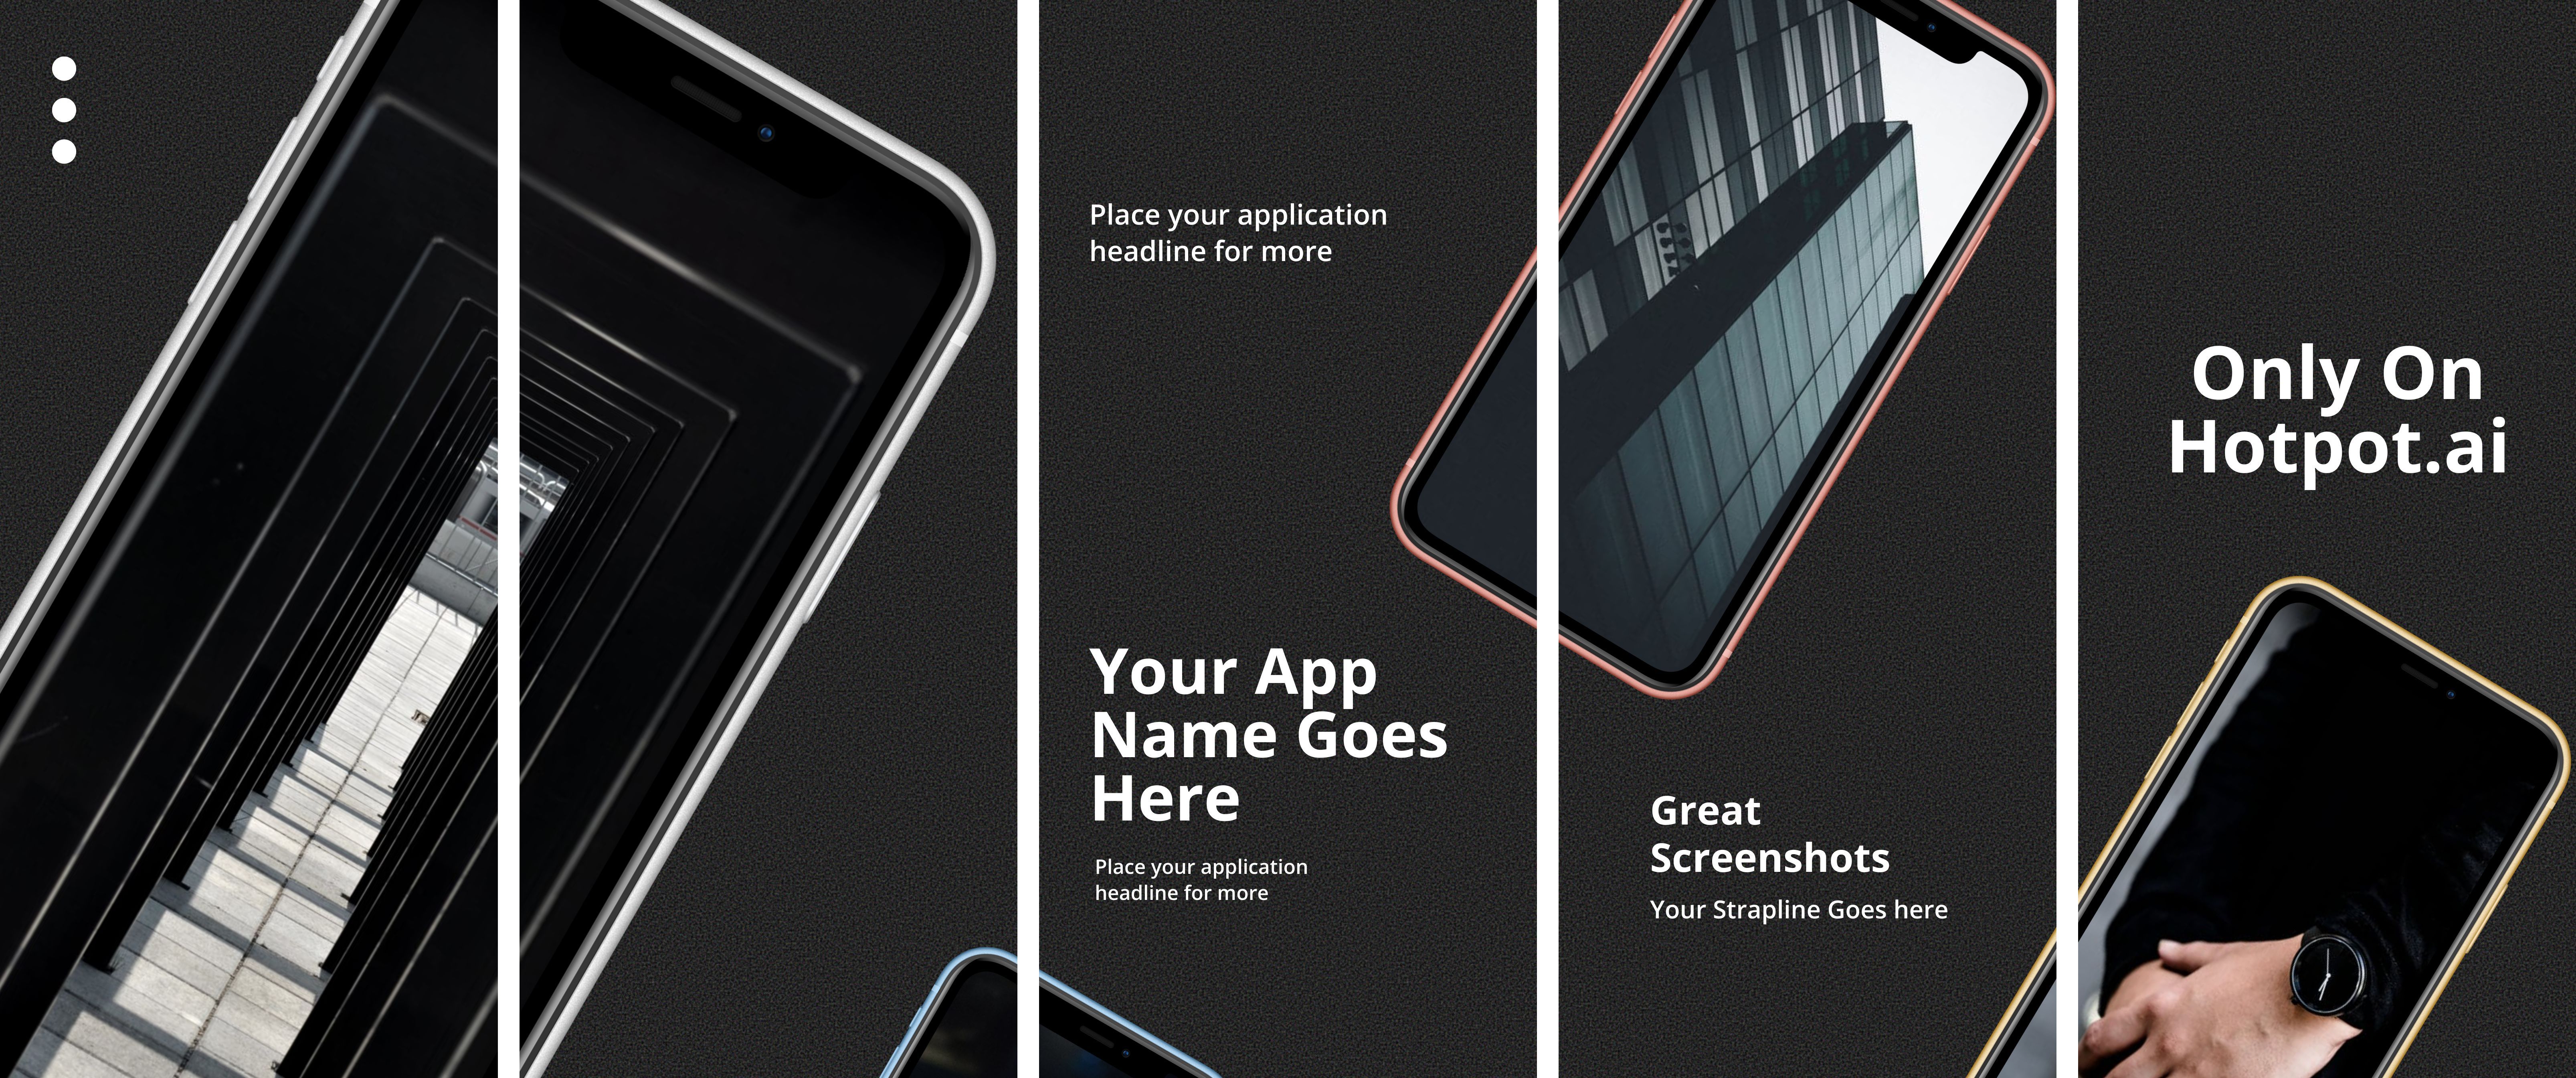 Place your application
headline for more
Your App
Name Goes
Here
Place your application
headline for more
Great
Screenshots
Your Strapline Goes here
Only On
Hotpot.ai